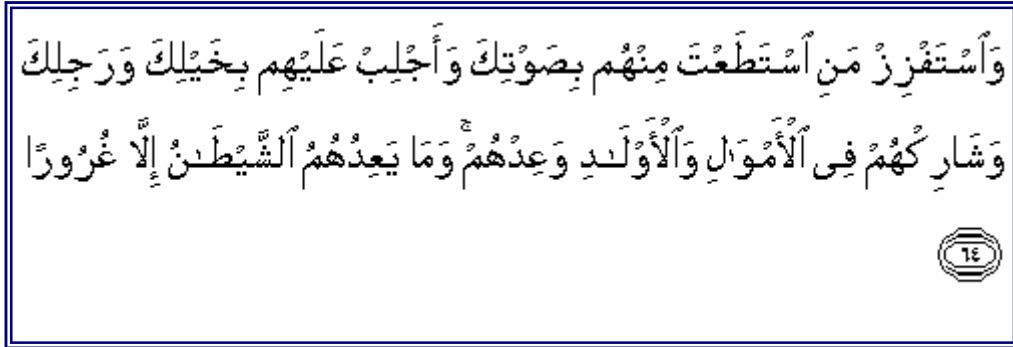 وَٱسْتَفْزِزْ مَنِ ٱسْتَطَعْتَ مِنْهُم بِصَوْتِكَ وَأَجْلِبْ عَلَيْهِم بِخَيْلِكَ وَرَجِلِكَ
وَشَارِكْهُمْ فِى ٱلْأَمْوَٰلِ وَٱلْأَوْلَـٰدِ وَعِدْهُمْ ۚ وَمَا يَعِدُهُمُ ٱلشَّيْطَـٰنُ إِلَّا غُرُورًا
٦٤